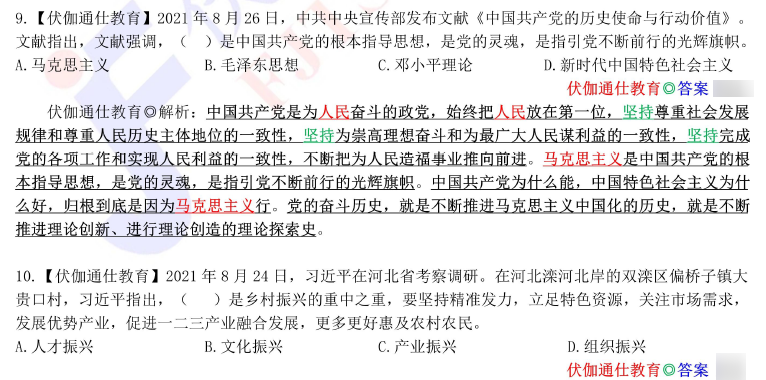 9.【伏伽通仕教育】2021 年 8 月 26 日，中共中央宣传部发布文献《中国共产党的历史使命与行动价值》。
文献指出，文献强调，（　）是中国共产党的根本指导思想，是党的灵魂，是指引党不断前行的光辉旗帜。
A.马克思主义 B.毛泽东思想 C.邓小平理论 D.新时代中国特色社会主义
伏伽通仕教育◎答案
伏伽通仕教育◎解析：中国共产党是为人民奋斗的政党，始终把人民放在第一位，坚持尊重社会发展
规律和尊重人民历史主体地位的一致性，坚持为崇高理想奋斗和为最广大人民谋利益的一致性，坚持完成
党的各项工作和实现人民利益的一致性，不断把为人民造福事业推向前进。马克思主义是中国共产党的根
本指导思想，是党的灵魂，是指引党不断前行的光辉旗帜。中国共产党为什么能，中国特色社会主义为什
么好，归根到底是因为马克思主义行。党的奋斗历史，就是不断推进马克思主义中国化的历史，就是不断
推进理论创新、进行理论创造的理论探索史。
10.【伏伽通仕教育】2021 年 8 月 24 日，习近平在河北省考察调研。在河北滦河北岸的双滦区偏桥子镇大
贵口村，习近平指出，（　）是乡村振兴的重中之重，要坚持精准发力，立足特色资源，关注市场需求，
发展优势产业，促进一二三产业融合发展，更多更好惠及农村农民。
A.人才振兴 B.文化振兴 C.产业振兴 D.组织振兴
伏伽通仕教育◎答案